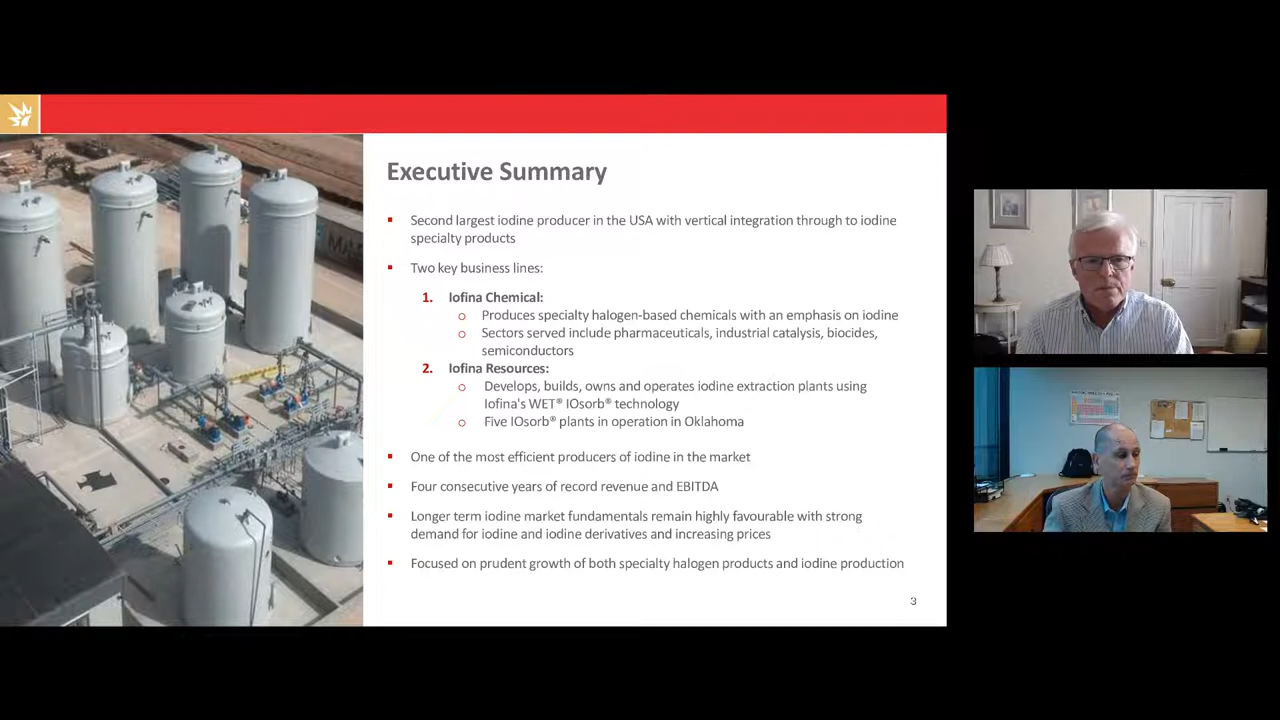 Executive Summary
▪ Second largest iodine producer in the USA with vertical integration through to iodine
specialty products
▪ Two key business lines:
1. Iofina Chemical:
o Produces specialty halogen-based chemicals with an emphasis on iodine
o Sectors served include pharmaceuticals, industrial catalysis, biocides,
semiconductors
2. Iofina Resources:
o Develops, builds, owns and operates iodine extraction plants using
Iofina's WET® IOsorb® technology
o Five IOsorb® plants in operation in Oklahoma
▪ One of the most efficient producers of iodine in the market
▪ Four consecutive years of record revenue and EBITDA
▪ Longer term iodine market fundamentals remain highly favourable with strong
demand for iodine and iodine derivatives and increasing prices
▪ Focused on prudent growth of both specialty halogen products and iodine production
3